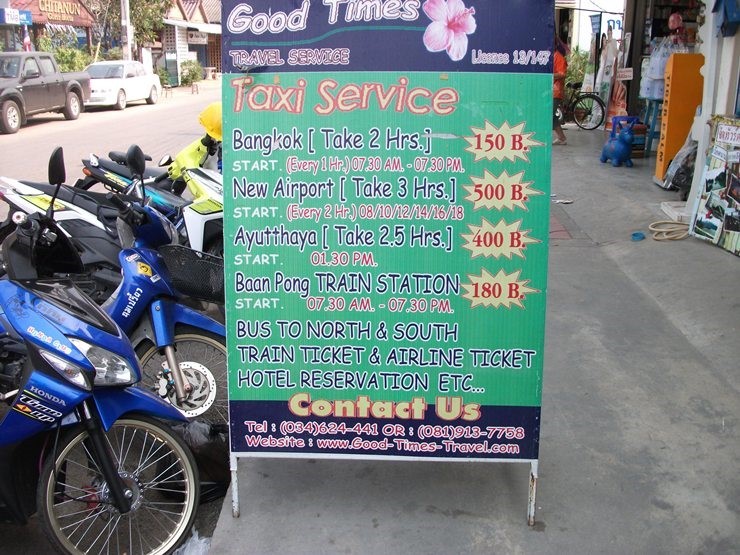 CHITANUN
Good Times
TRAVEL SERVICE
License 13/147
Taxi Service
Bangkok [ Take 2 Hrs.] 150 B.
START. (Every 1 Hr.) 07.30 AM. - 07.30 PM.
New Airport [ Take 3 Hrs.] 500 B.
START. (Every 2 Hr.) 08/10/12/14/16/18
Ayutthaya [ Take 2.5 Hrs.] 400 B.
START. 01.30 PM.
Baan Pong TRAIN STATION 180 B.
START. 07.30 AM. - 07.30 PM.
BUS TO NORTH & SOUTH
TRAIN TICKET & AIRLINE TICKET
HOTEL RESERVATION ETC...
Contact Us
Tel : (034)624-441 OR : (081)913-7758
Website : www.Good-Times-Travel.com
HONDA